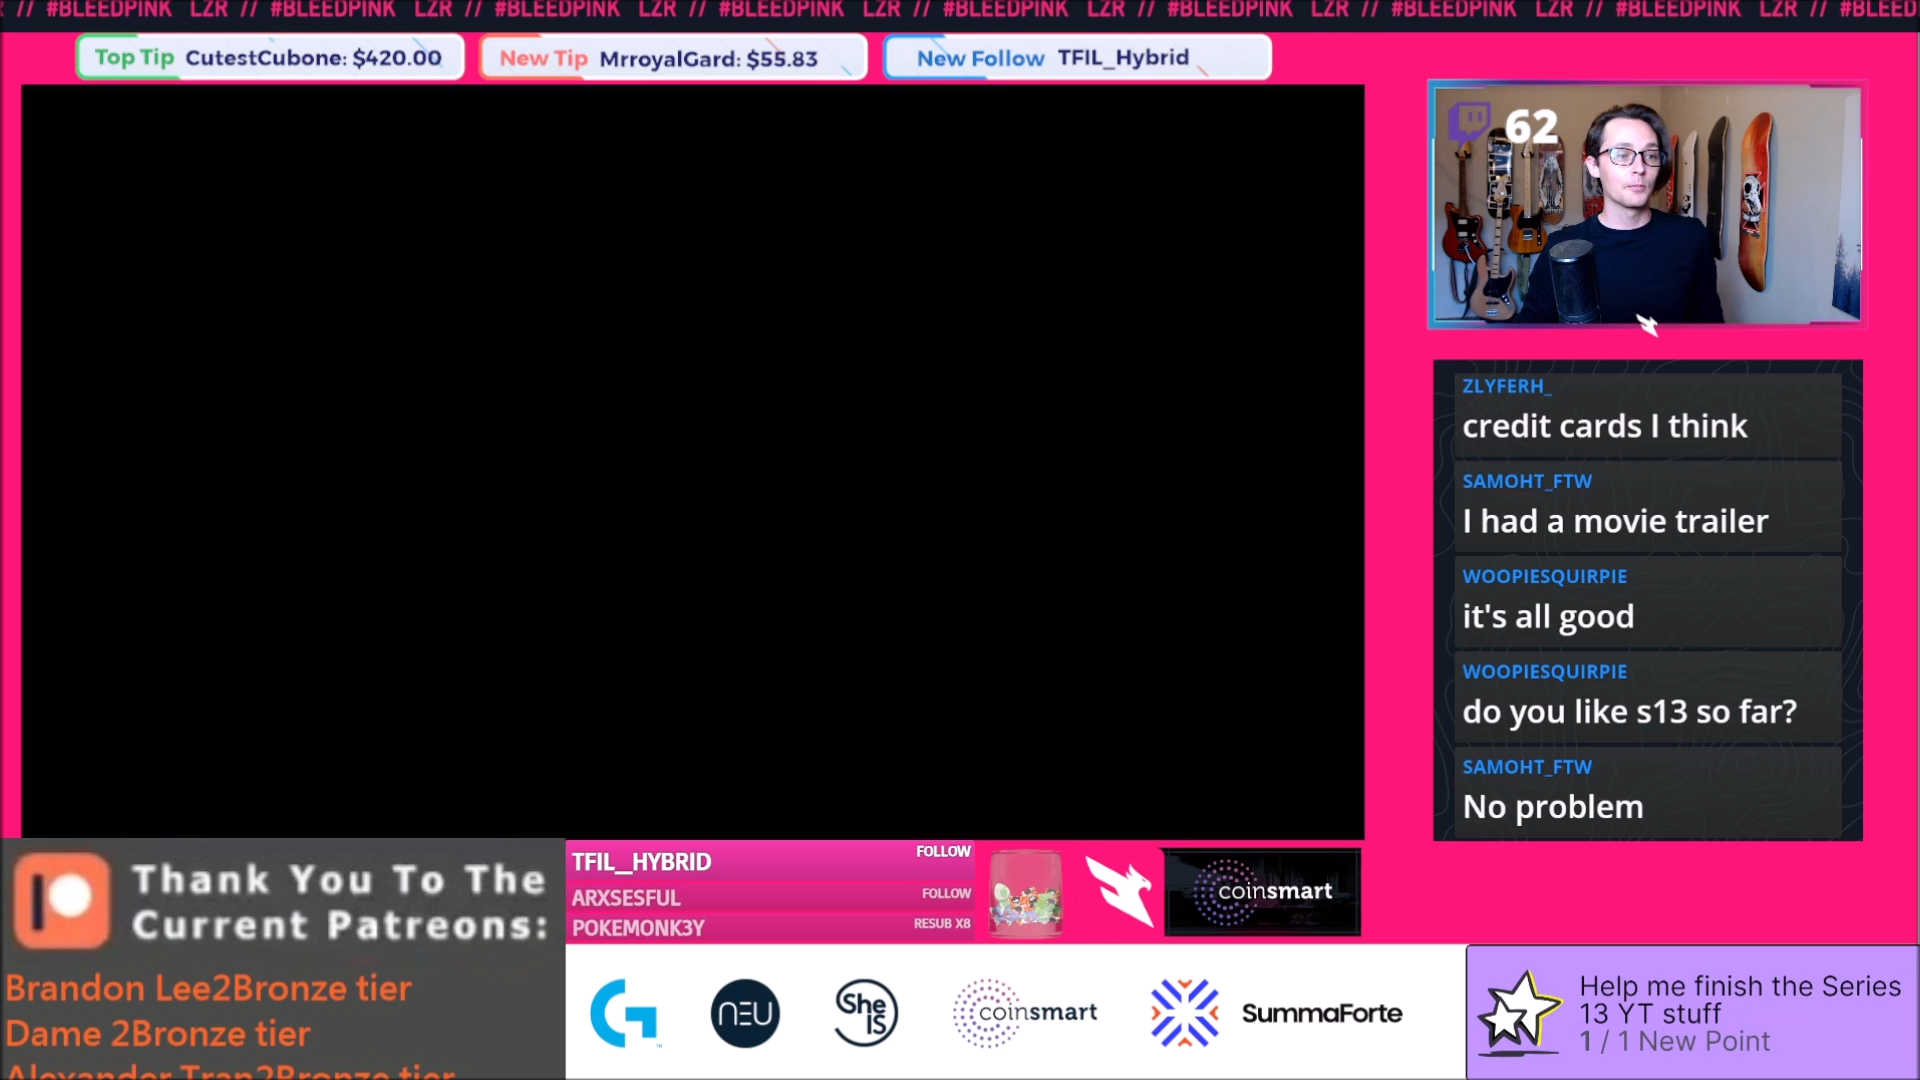 // #BLEEDPINK LZR // #BLEEDPINK LZR // #BLEEDPINK LZR // #BLEEDPINK LZR // #BLEEDPINK LZR // #BLEEDPINK LZR // #BLEEDPINK LZR // #BLEEDPINK LZR // #BLEED
Top Tip CutestCubone: $420.00
New Tip MrroyalGard: $55.83
New Follow TFIL_Hybrid
62
ZLYFERH_
credit cards I think
SAMOHT_FTW
I had a movie trailer
WOOPIESQUIRPIE
it's all good
WOOPIESQUIRPIE
do you like s13 so far?
SAMOHT_FTW
No problem
Thank You To The
Current Patreons:
Brandon Lee2Bronze tier
Dame 2Bronze tier
Alexander Tran2Bronze tier
TFIL_HYBRID FOLLOW
ARXSESFUL FOLLOW
POKEMONK3Y RESUB X8
coinsmart
G
NEU
She
IS
coinsmart
SummaForte
Help me finish the Series
13 YT stuff
1 / 1 New Point